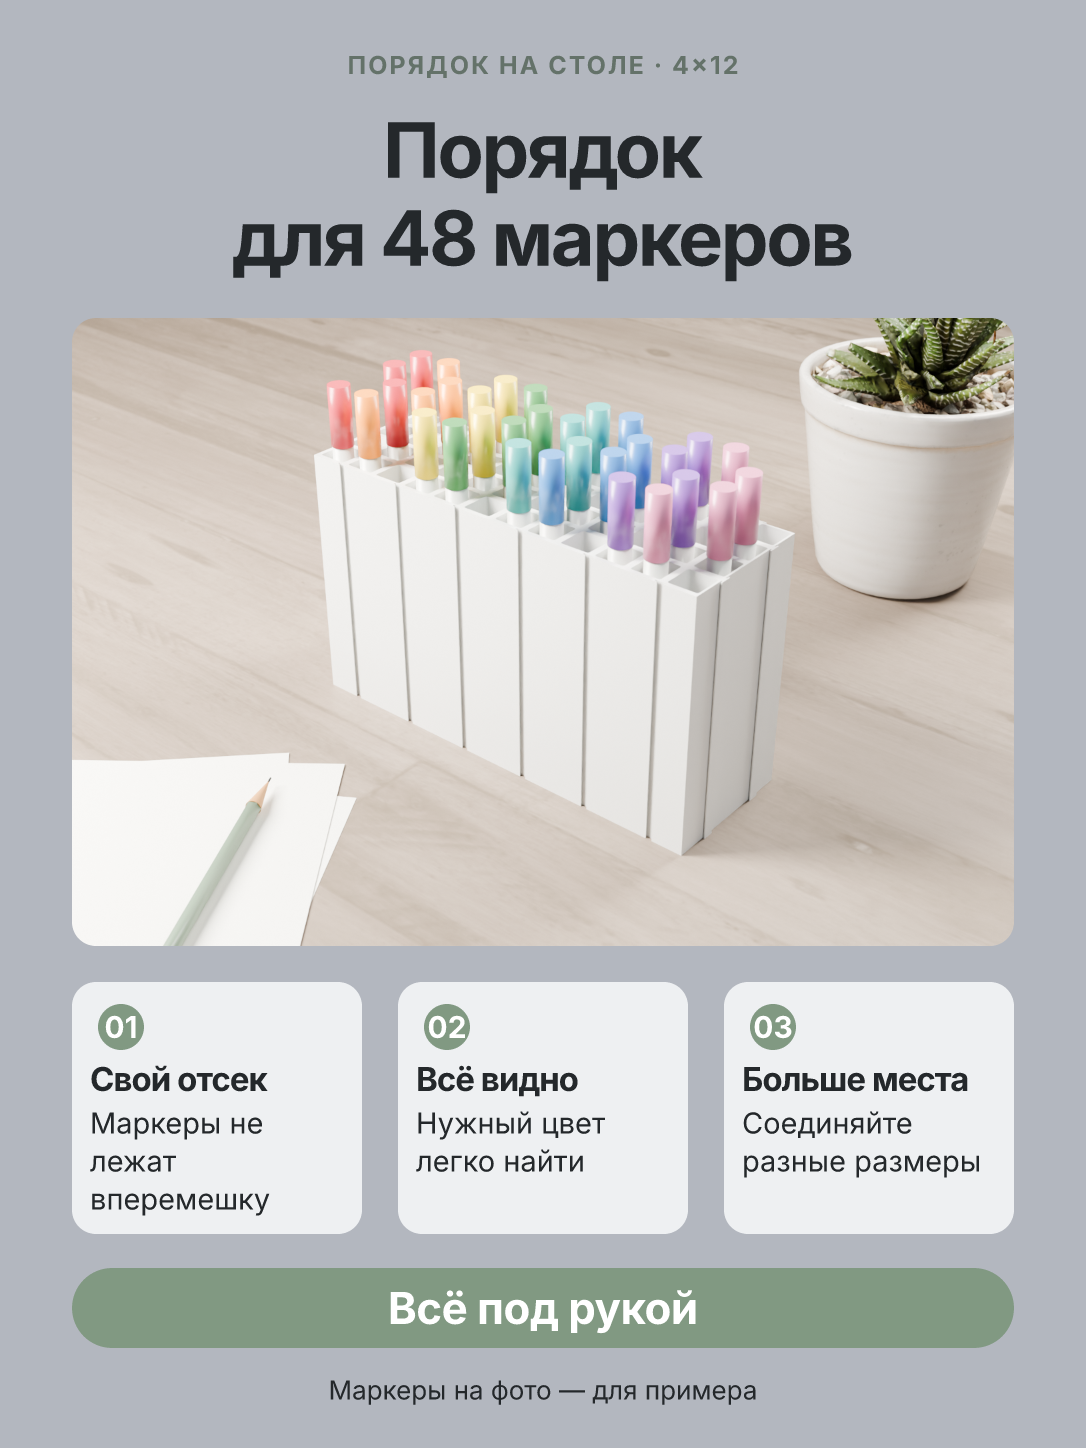 ПОРЯДОК НА СТОЛЕ · 4×12
Порядок
для 48 маркеров
01
Свой отсек
Маркеры не
лежат
вперемешку
02
Всё видно
Нужный цвет
легко найти
03
Больше места
Соединяйте
разные размеры
Всё под рукой
Маркеры на фото — для примера